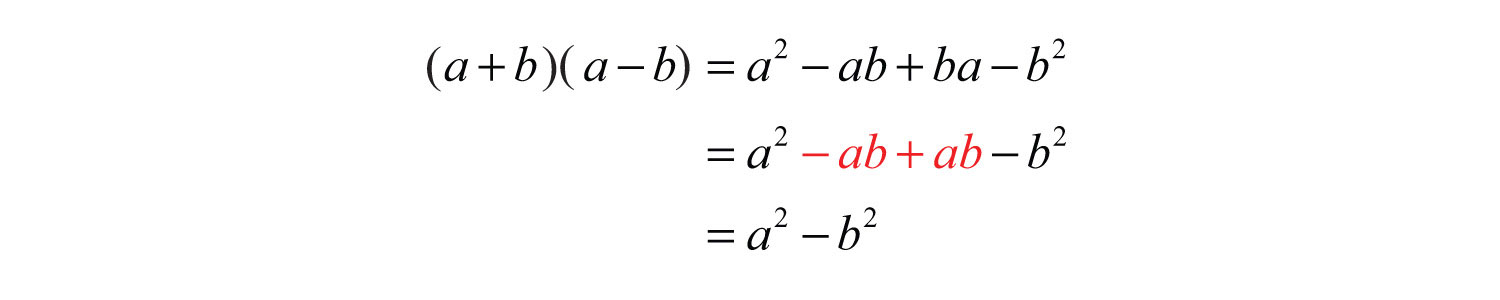 (a + b)(a − b) = a² − ab + ba − b²
= a² − ab + ab − b²
= a² − b²